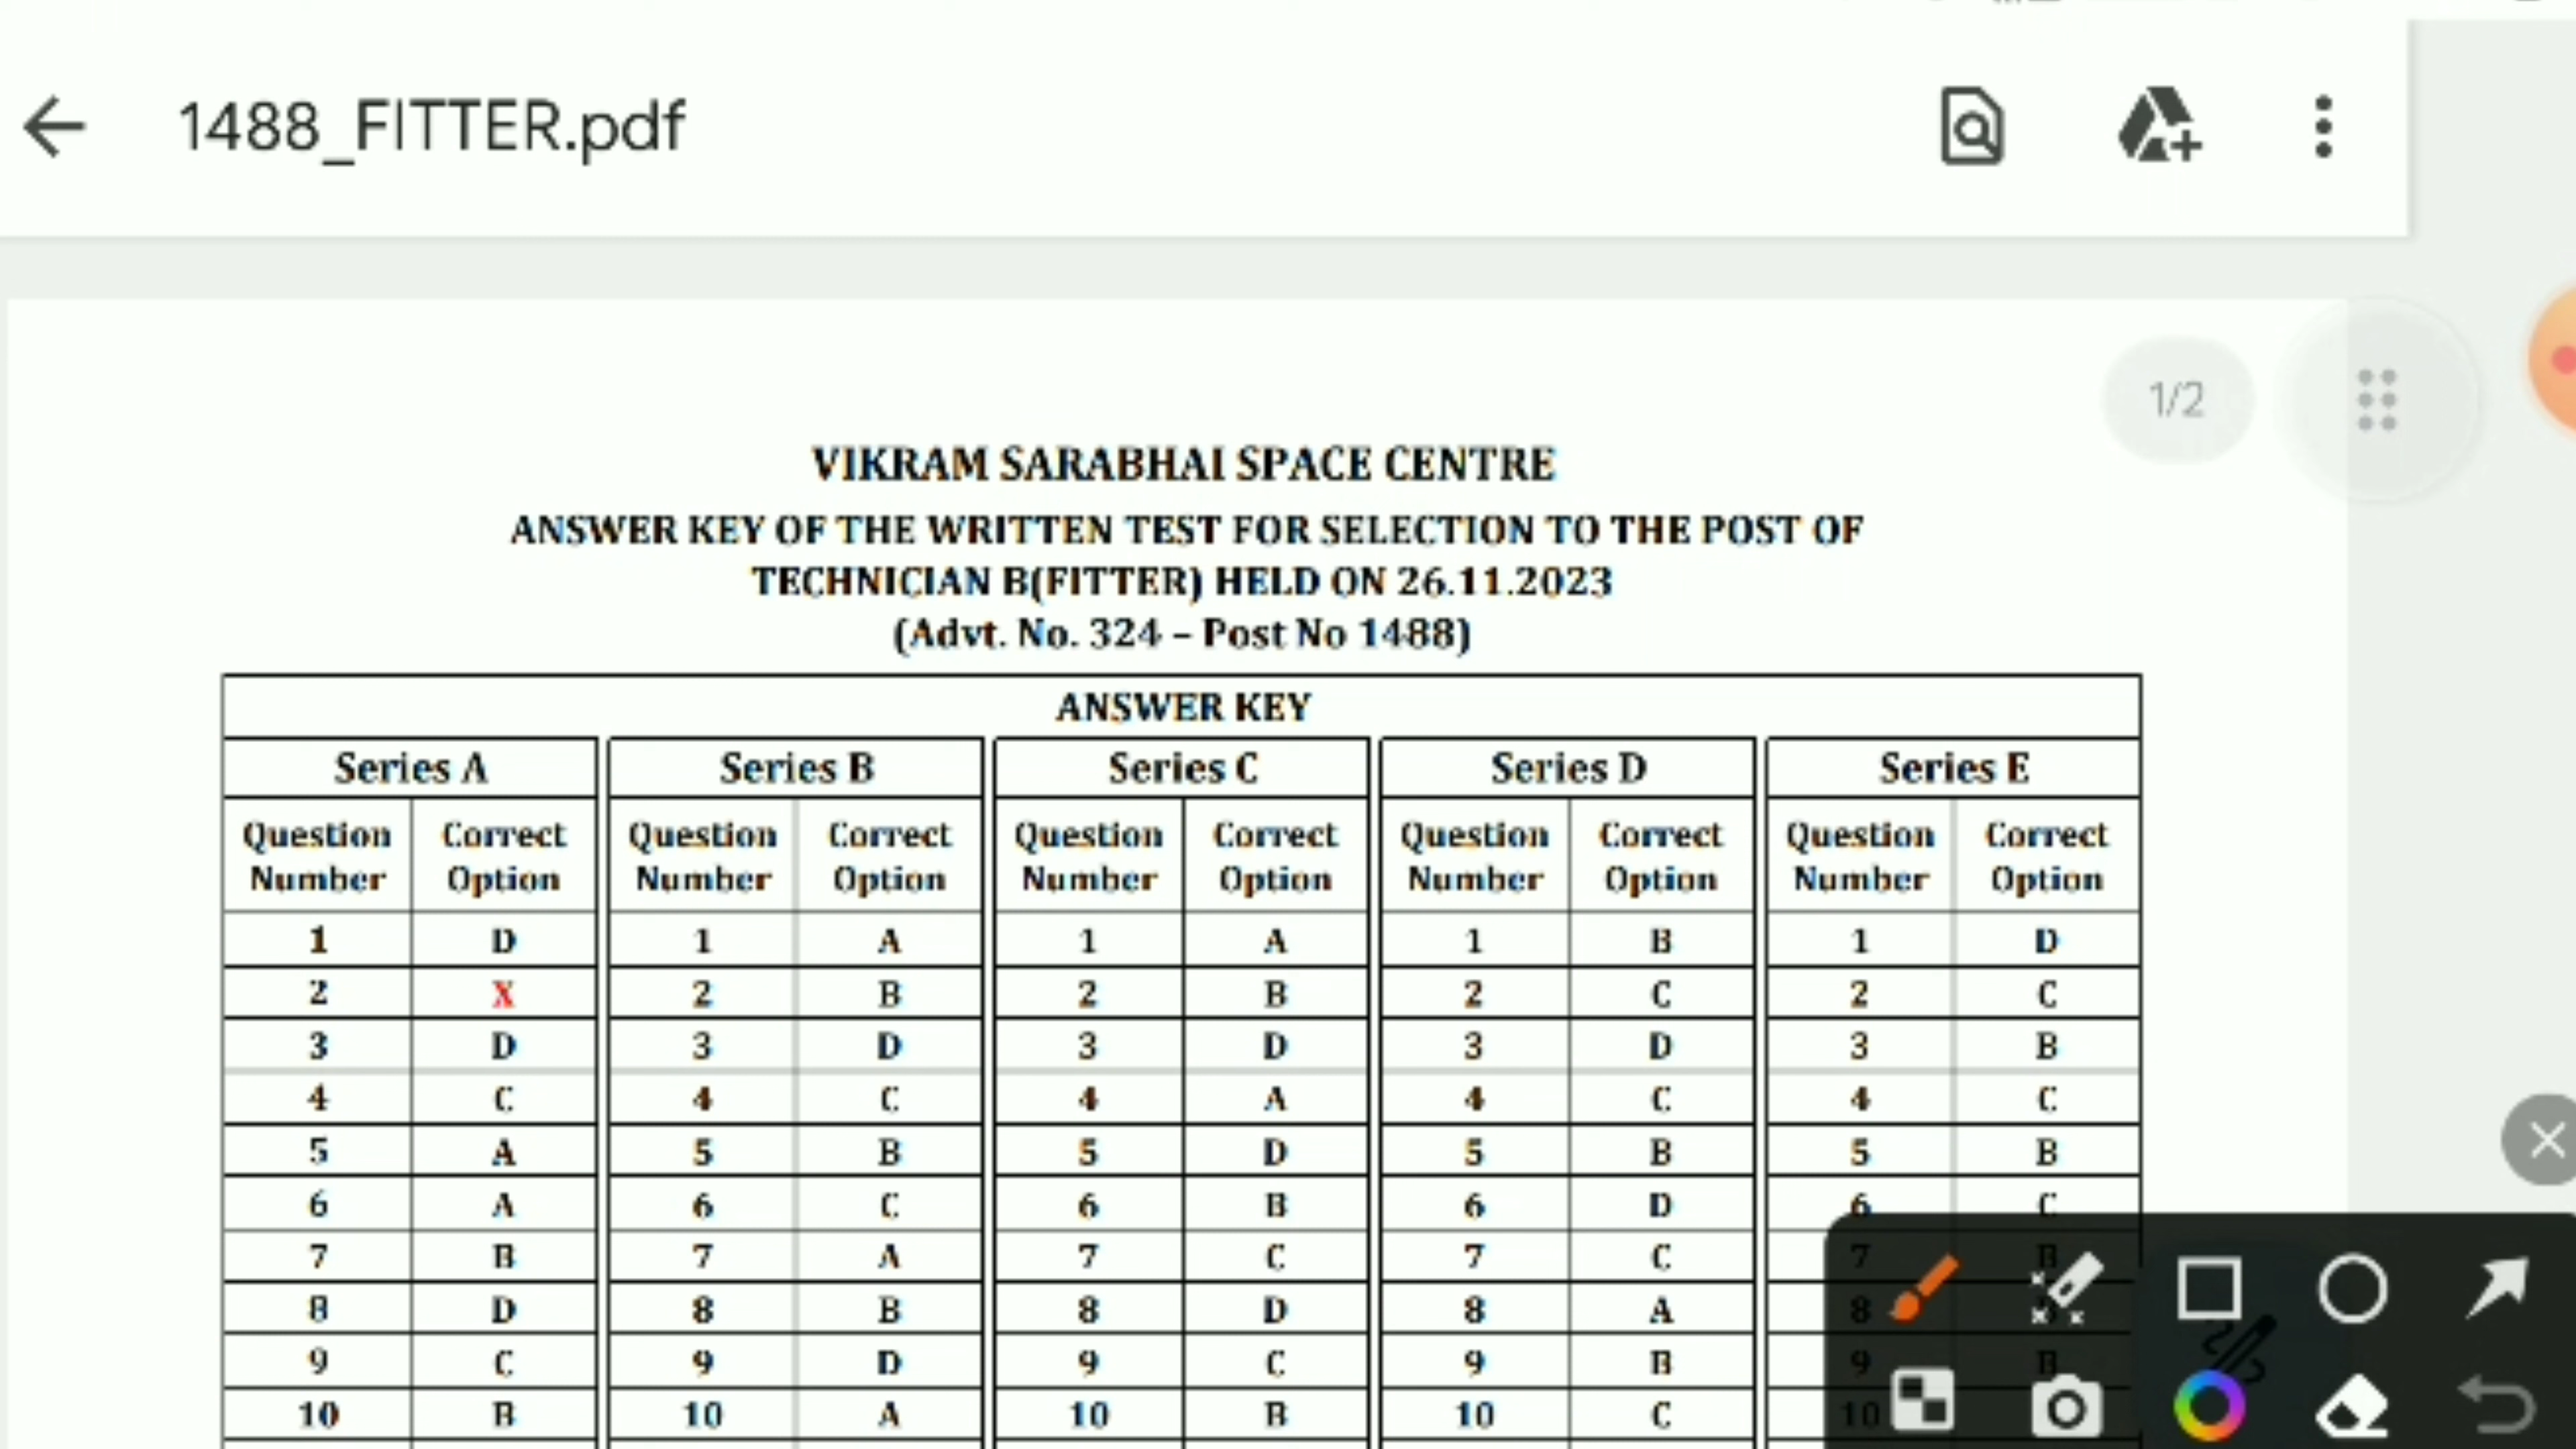 1488_FITTER.pdf
1/2
VIKRAM SARABHAI SPACE CENTRE
ANSWER KEY OF THE WRITTEN TEST FOR SELECTION TO THE POST OF
TECHNICIAN B(FITTER) HELD ON 26.11.2023
(Advt. No. 324 – Post No 1488)
ANSWER KEY
Series A Series B Series C Series D Series E
Question Number Correct Option Question Number Correct Option Question Number Correct Option Question Number Correct Option Question Number Correct Option
1 D 1 A 1 A 1 B 1 D
2 X 2 B 2 B 2 C 2 C
3 D 3 D 3 D 3 D 3 B
4 C 4 C 4 A 4 C 4 C
5 A 5 B 5 D 5 B 5 B
6 A 6 C 6 B 6 D 6 C
7 B 7 A 7 C 7 C 7 B
8 D 8 B 8 D 8 A 8
9 C 9 D 9 C 9 B 9 B
10 B 10 A 10 B 10 C 10